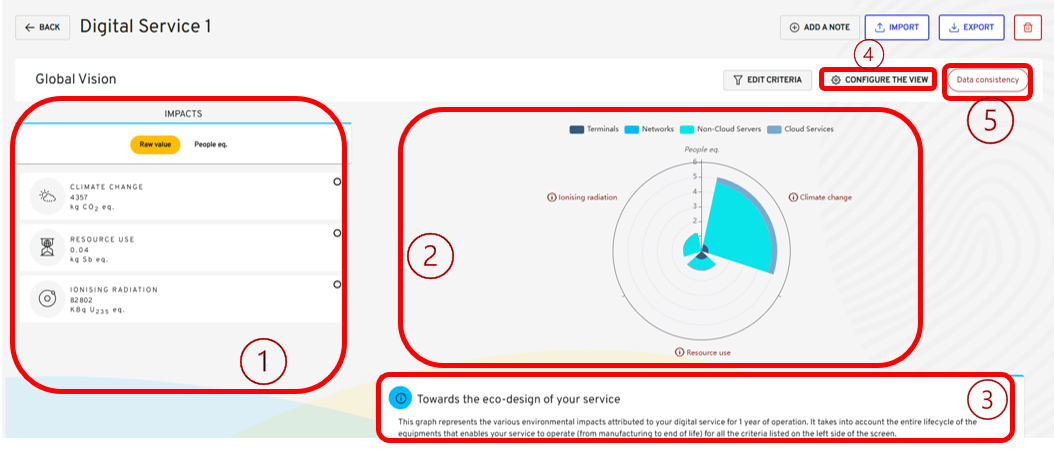 ← BACK
Digital Service 1
ADD A NOTE
IMPORT
EXPORT
4
Global Vision
EDIT CRITERIA
CONFIGURE THE VIEW
Data consistency
5
IMPACTS
Raw value
People eq.
CLIMATE CHANGE
4357
kg CO2 eq.
RESOURCE USE
0.04
kg Sb eq.
IONISING RADIATION
82802
KBq U235 eq.
1
Terminals
Networks
Non-Cloud Servers
Cloud Services
People eq.
6
5
4
3
2
Ionising radiation
Climate change
Resource use
2
Towards the eco-design of your service
3
This graph represents the various environmental impacts attributed to your digital service for 1 year of operation. It takes into account the entire lifecycle of the
equipments that enables your service to operate (from manufacturing to end of life) for all the criteria listed on the left side of the screen.